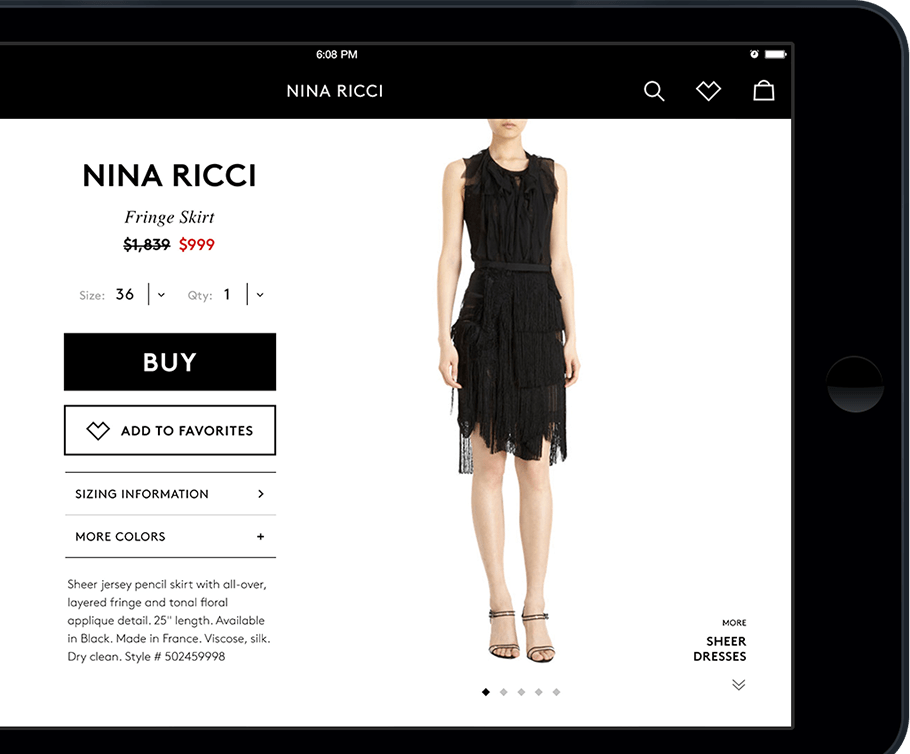 6:08 PM
NINA RICCI
NINA RICCI
Fringe Skirt
$1,839 $999
Size: 36 Qty: 1
BUY
ADD TO FAVORITES
SIZING INFORMATION
MORE COLORS +
Sheer jersey pencil skirt with all-over,
layered fringe and tonal floral
applique detail. 25" length. Available
in Black. Made in France. Viscose, silk.
Dry clean. Style # 502459998
MORE
SHEER
DRESSES